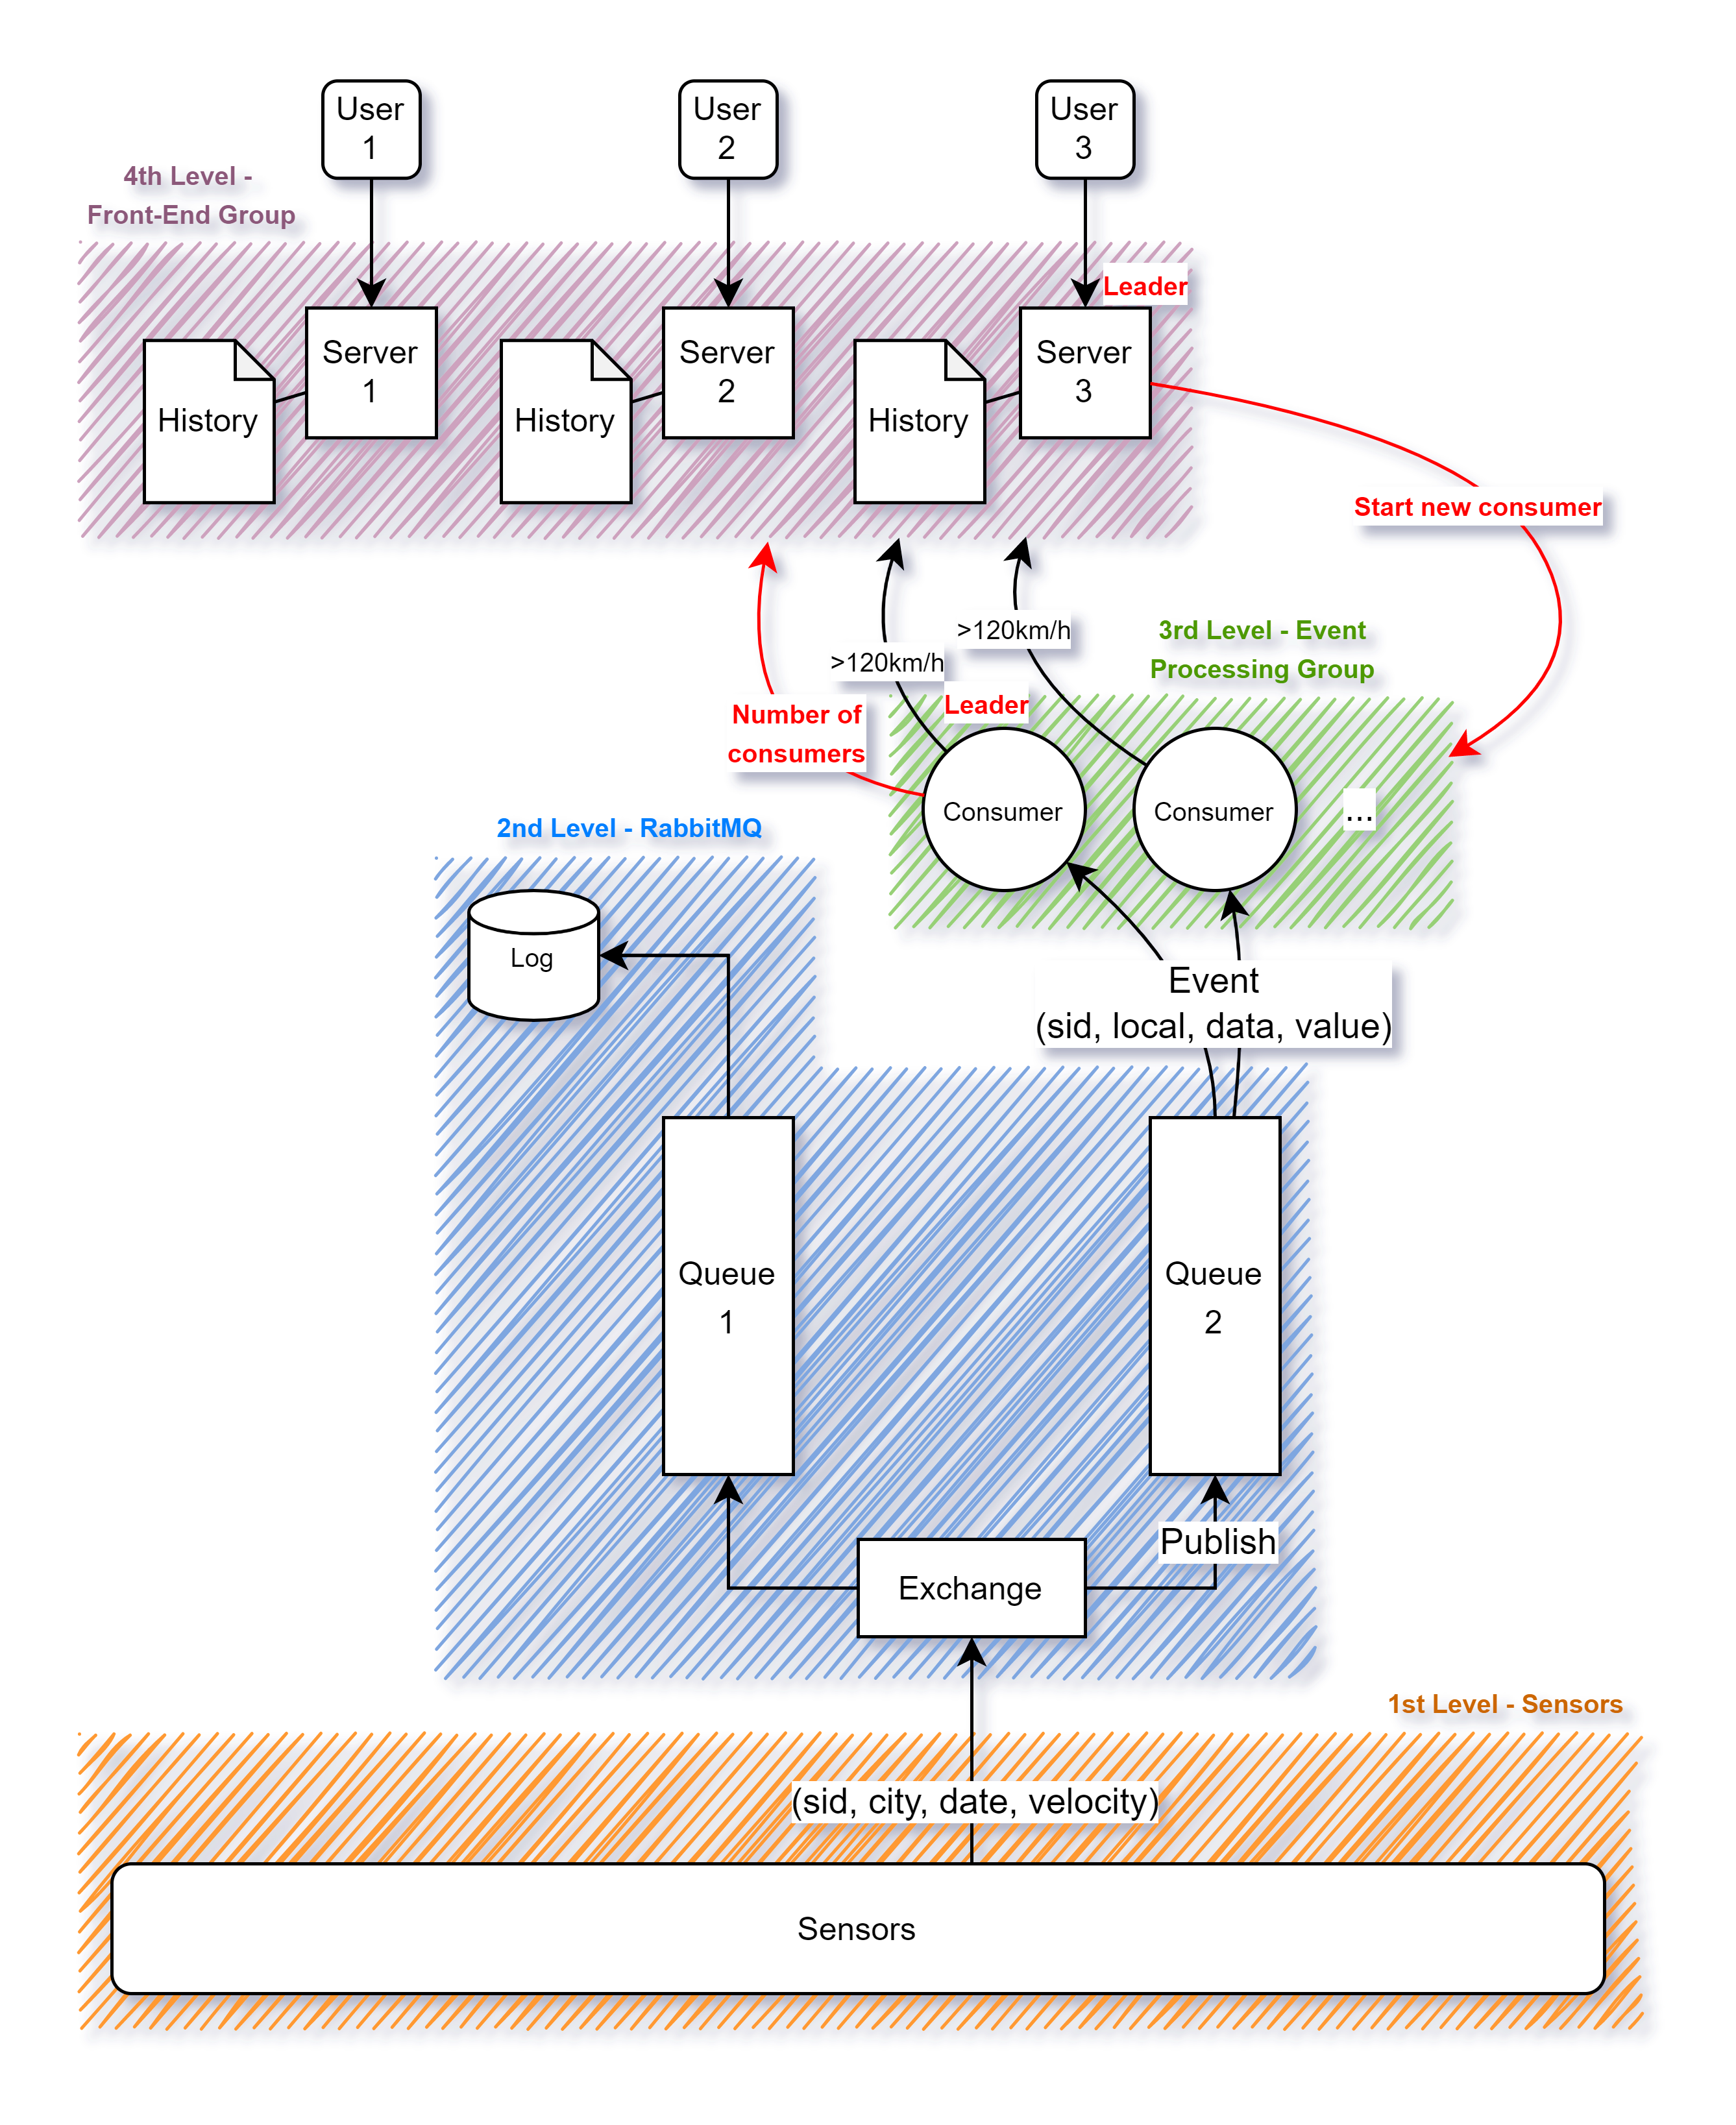 User
1
User
2
User
3
4th Level -
Front-End Group
Leader
Server
1
Server
2
Server
3
History
History
History
Start new consumer
>120km/h
>120km/h
3rd Level - Event
Processing Group
Leader
Number of
consumers
Consumer
Consumer
...
2nd Level - RabbitMQ
Log
Event
(sid, local, data, value)
Queue
1
Queue
2
Publish
Exchange
1st Level - Sensors
(sid, city, date, velocity)
Sensors